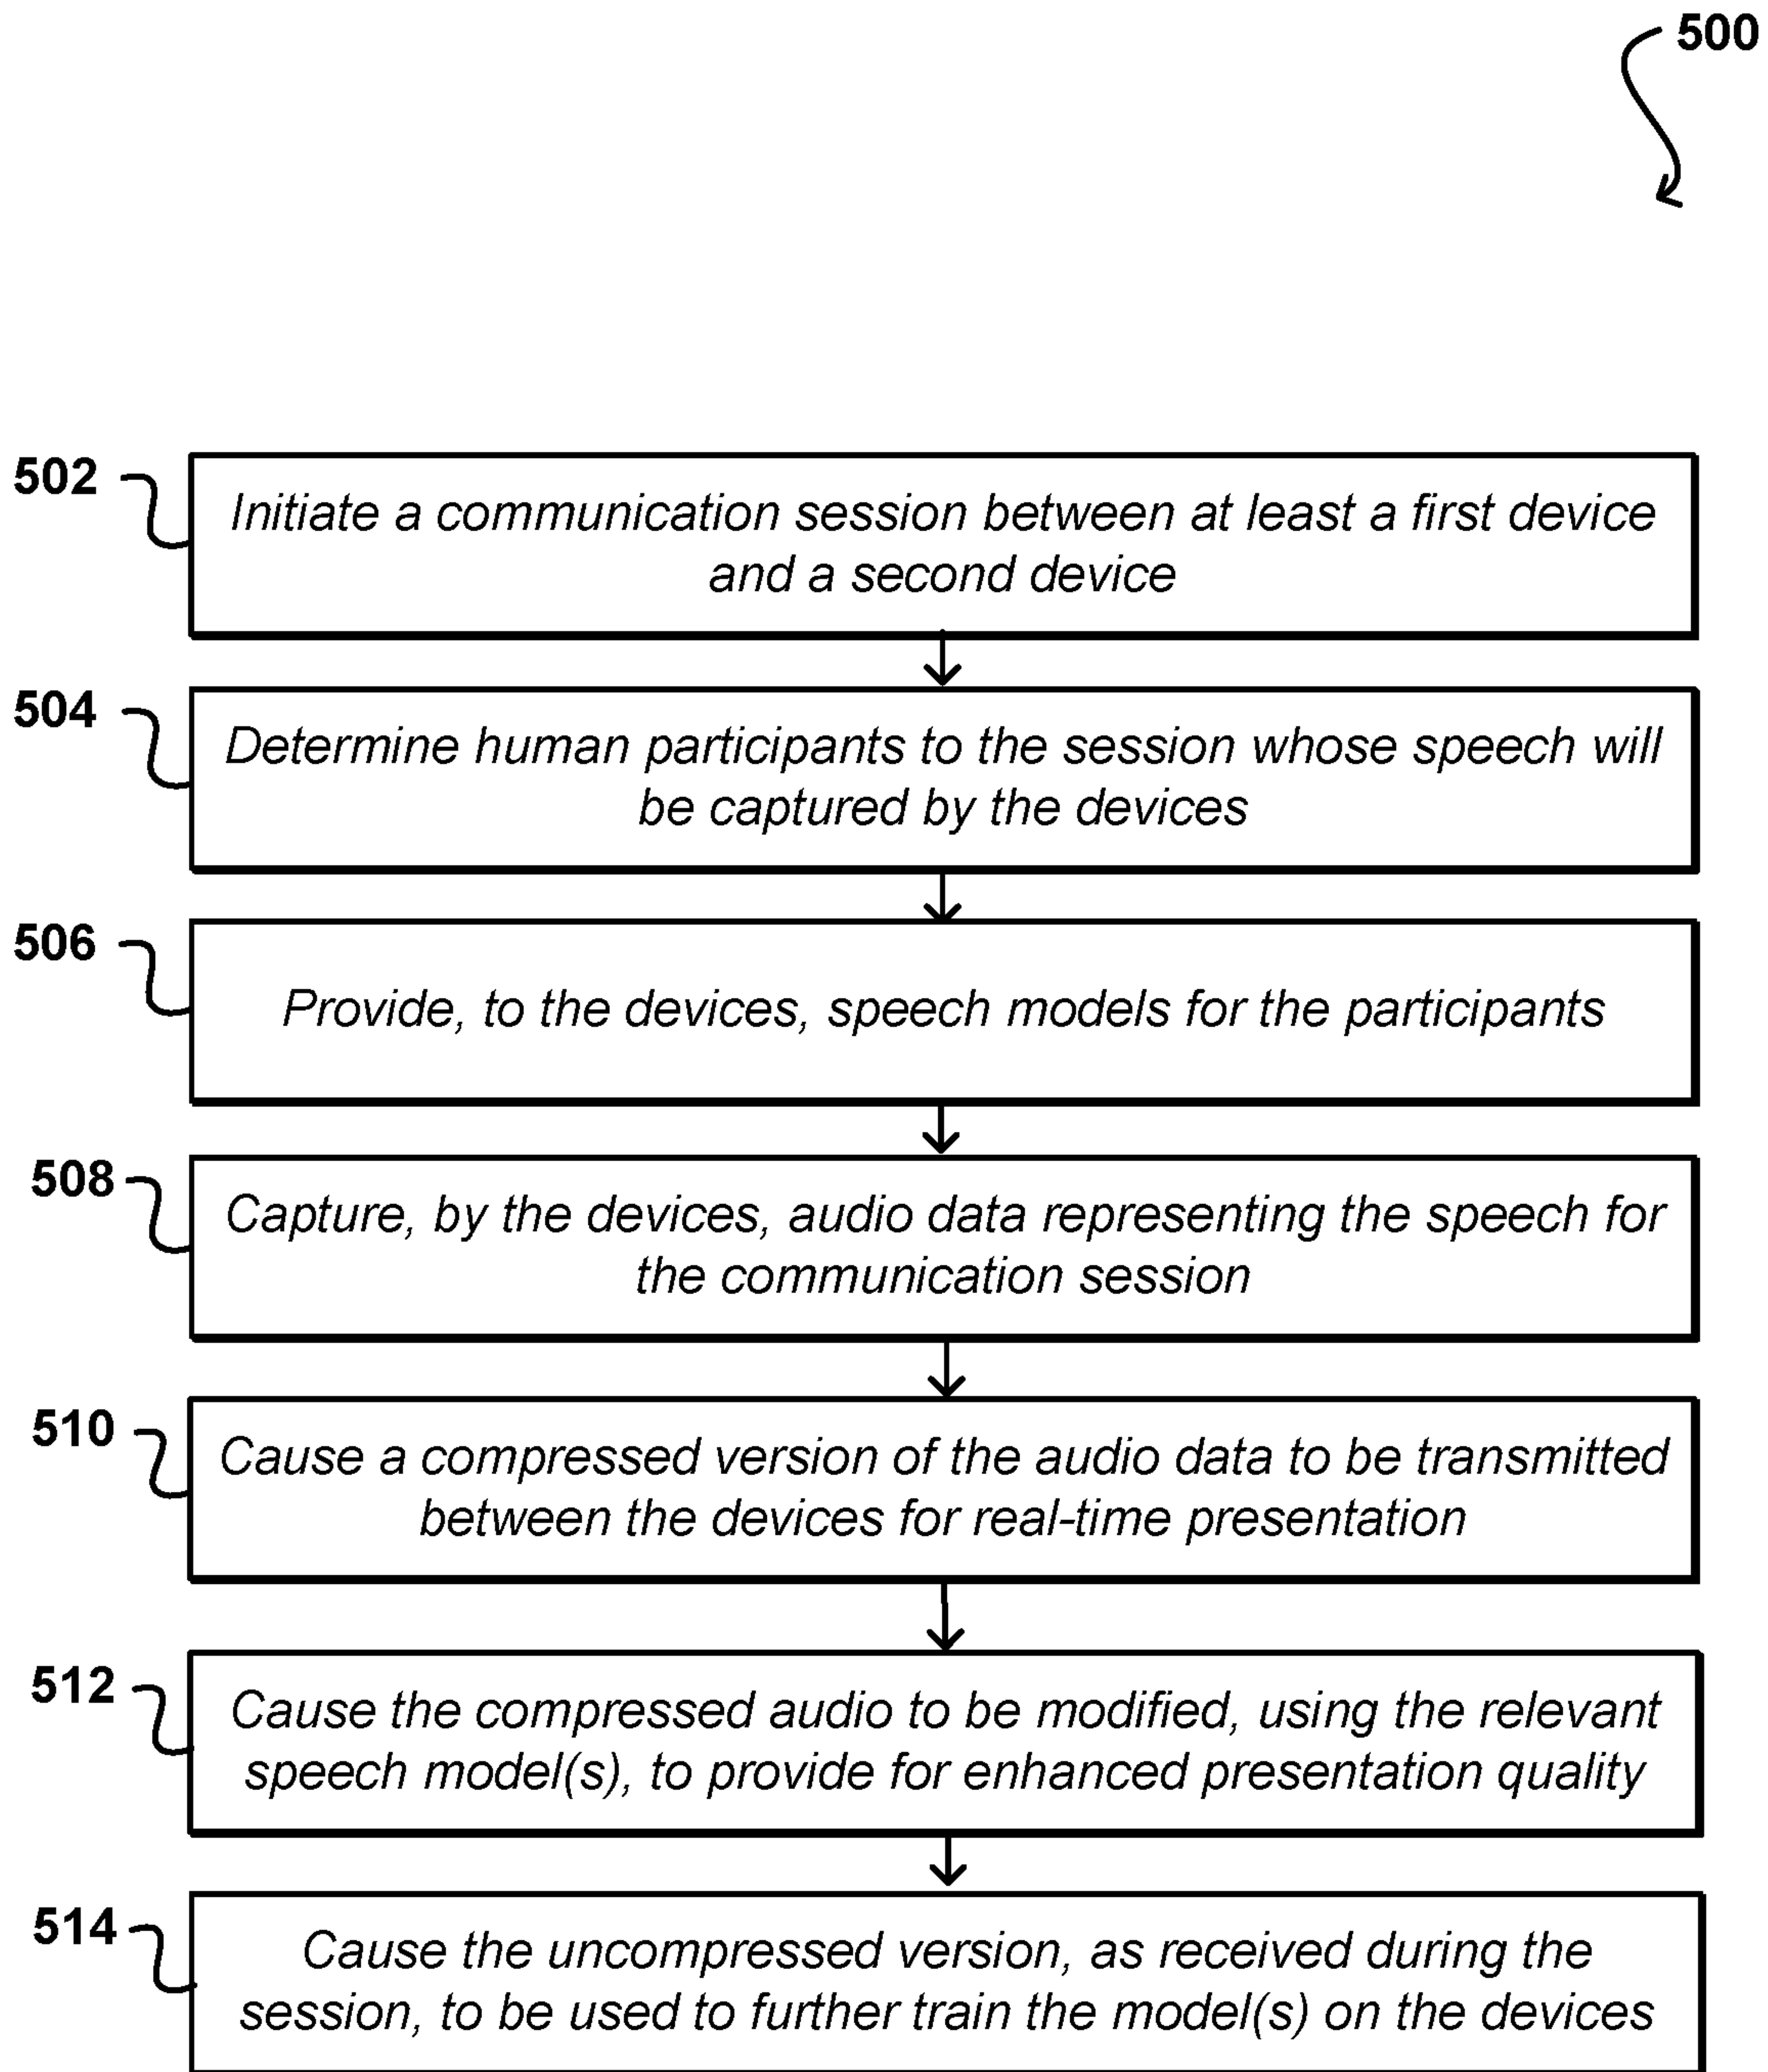 500
502
Initiate a communication session between at least a first device
and a second device
504
Determine human participants to the session whose speech will
be captured by the devices
506
Provide, to the devices, speech models for the participants
508
Capture, by the devices, audio data representing the speech for
the communication session
510
Cause a compressed version of the audio data to be transmitted
between the devices for real-time presentation
512
Cause the compressed audio to be modified, using the relevant
speech model(s), to provide for enhanced presentation quality
514
Cause the uncompressed version, as received during the
session, to be used to further train the model(s) on the devices